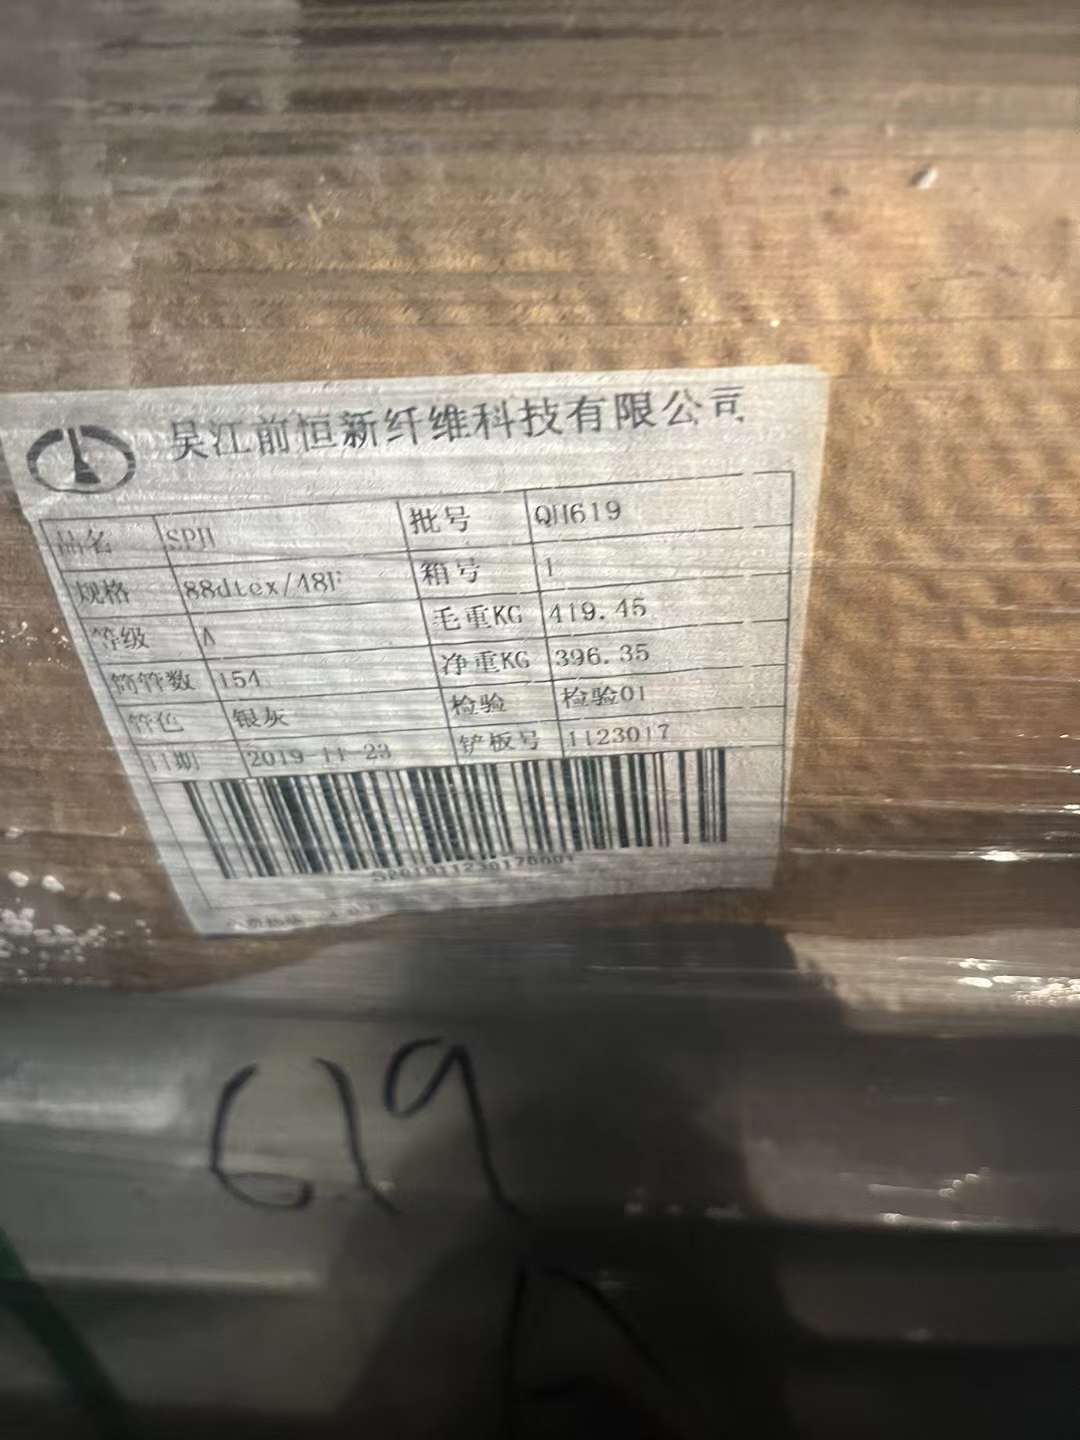 吴江前恒新纤维科技有限公司
品名 SPH 批号 QH619
规格 88dtex/48F 箱号 1
等级 A 毛重KG 419.45
筒管数 154 净重KG 396.35
管色 银灰 检验 检验01
日期 2019-11-23 铲板号 1123017
S201911230170001
619
A